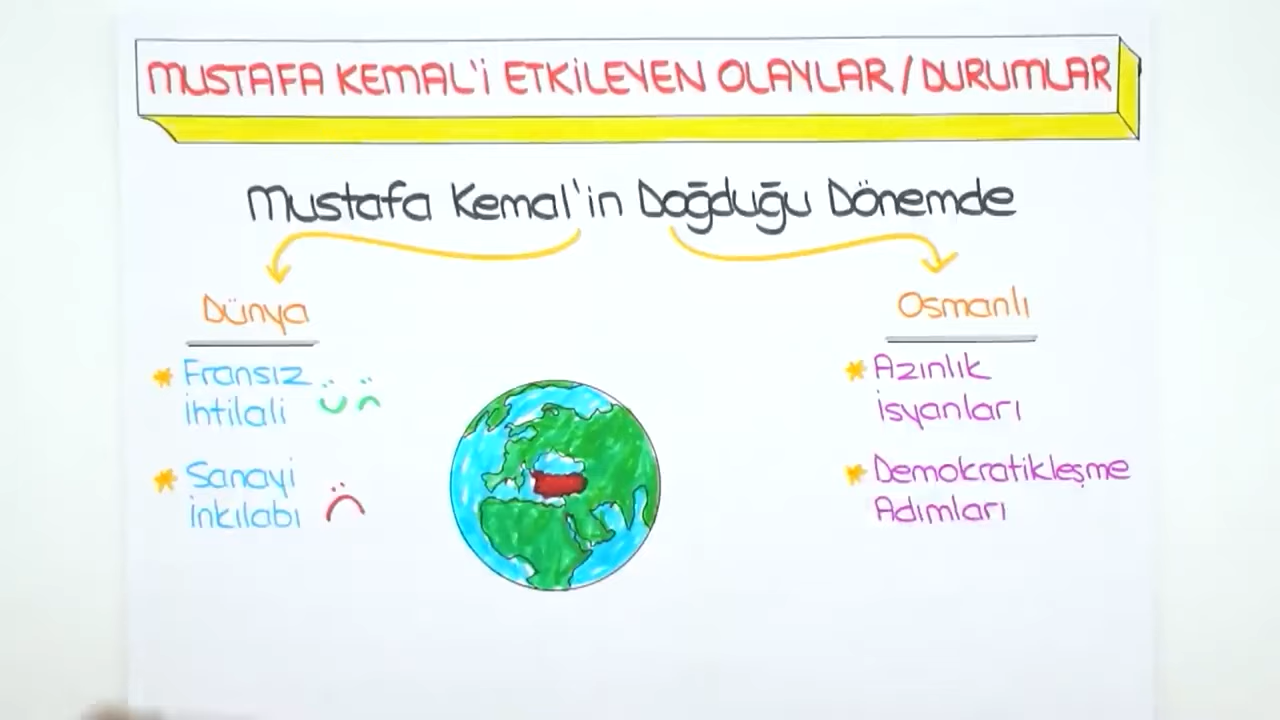 MUSTAFA KEMAL'İ ETKİLEYEN OLAYLAR / DURUMLAR
Mustafa Kemal'in Doğduğu Dönemde
Dünya
Fransız
İhtilali
Sanayi
İnkılabı
Osmanlı
Azınlık
İsyanları
Demokratikleşme
Adımları